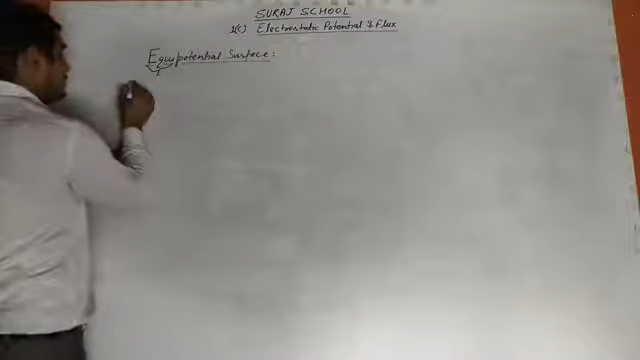 SURAJ SCHOOL
1(C) Electrostatic Potential & Flux
Equipotential Surface :